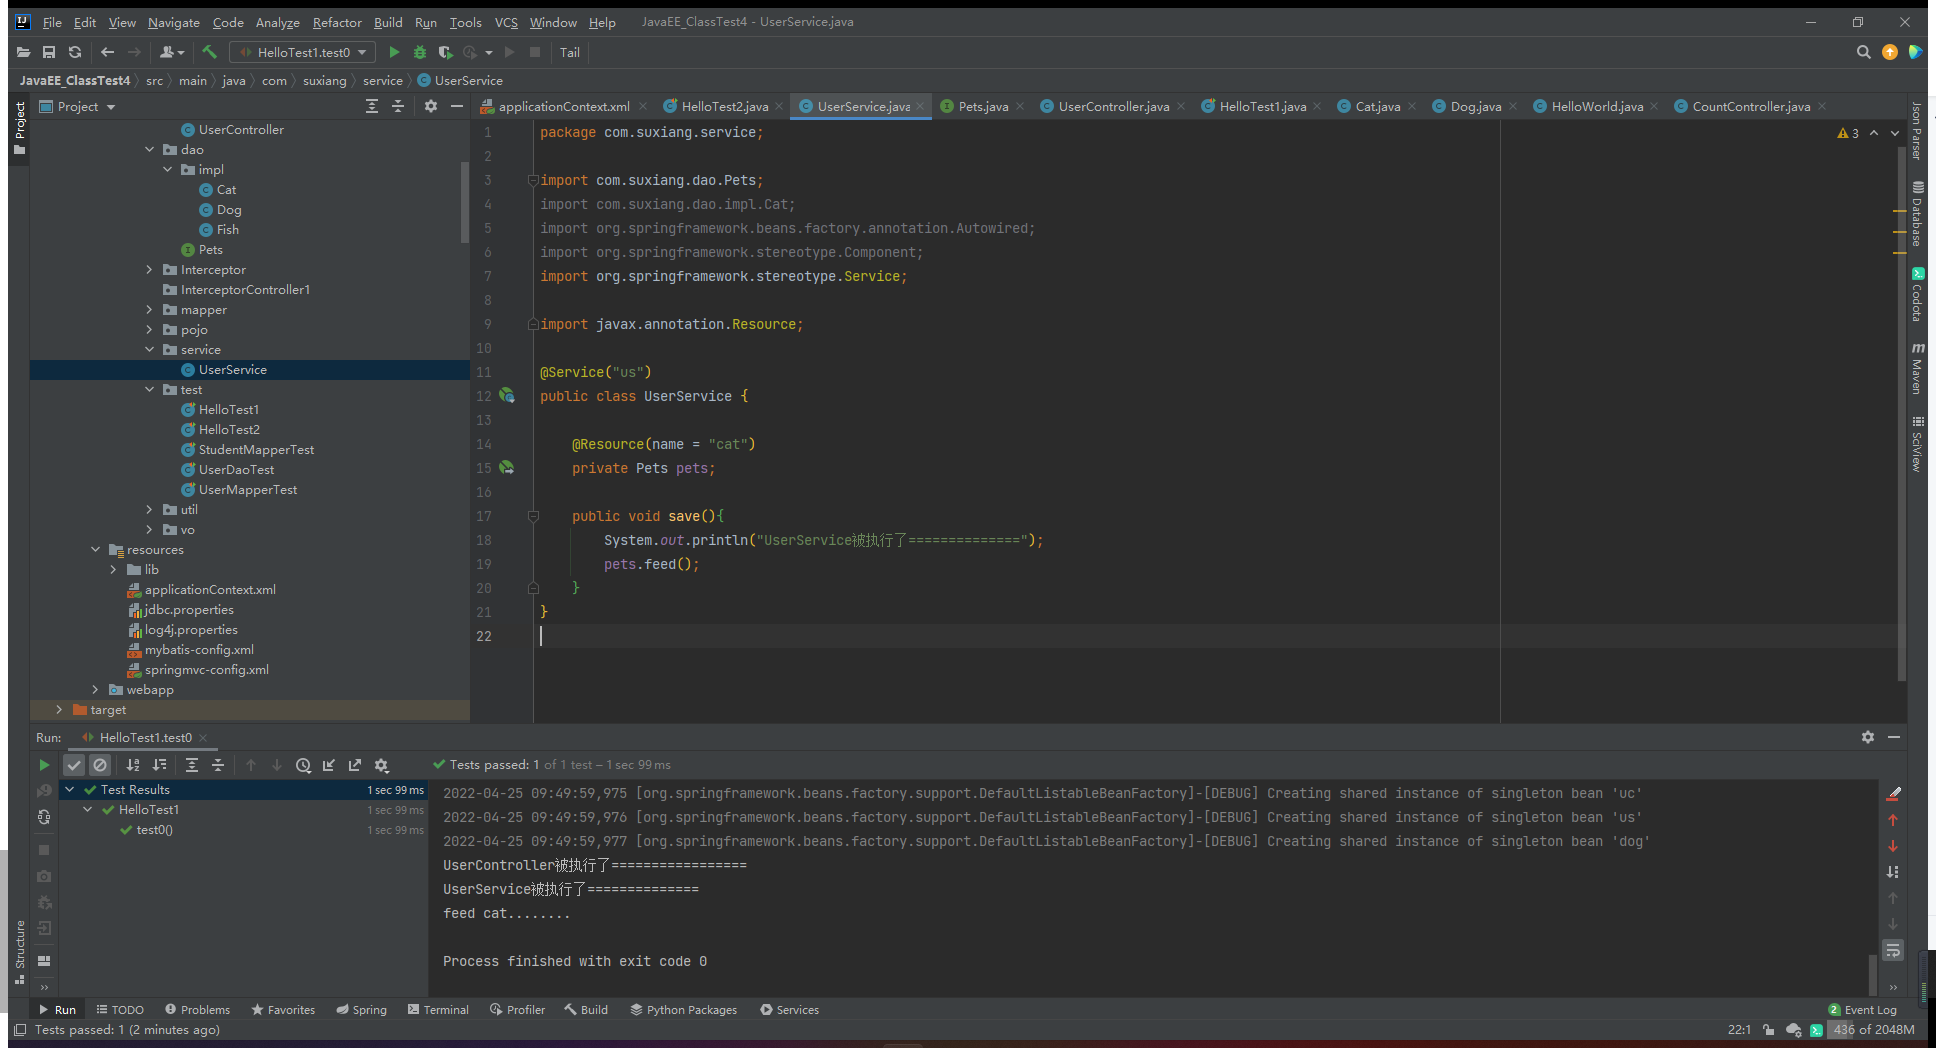 File Edit View Navigate Code Analyze Refactor Build Run Tools VCS Window Help JavaEE_ClassTest4 - UserService.java
HelloTest1.test0 Tail
JavaEE_ClassTest4 src main java com suxiang service UserService
Project
Project
applicationContext.xml HelloTest2.java UserService.java Pets.java UserController.java HelloTest1.java Cat.java Dog.java HelloWorld.java CountController.java
UserController
dao
impl
Cat
Dog
Fish
Pets
Interceptor
InterceptorController1
mapper
pojo
service
UserService
test
HelloTest1
HelloTest2
StudentMapperTest
UserDaoTest
UserMapperTest
util
vo
resources
lib
applicationContext.xml
jdbc.properties
log4j.properties
mybatis-config.xml
springmvc-config.xml
webapp
target
3
1 package com.suxiang.service;
2
3 import com.suxiang.dao.Pets;
4 import com.suxiang.dao.impl.Cat;
5 import org.springframework.beans.factory.annotation.Autowired;
6 import org.springframework.stereotype.Component;
7 import org.springframework.stereotype.Service;
8
9 import javax.annotation.Resource;
10
11 @Service("us")
12 public class UserService {
13
14 @Resource(name = "cat")
15 private Pets pets;
16
17 public void save(){
18 System.out.println("UserService被执行了==============");
19 pets.feed();
20 }
21 }
22
Json Parser
Database
Codota
Maven
SciView
Run: HelloTest1.test0
Tests passed: 1 of 1 test – 1 sec 99 ms
Test Results 1 sec 99 ms
HelloTest1 1 sec 99 ms
test0() 1 sec 99 ms
2022-04-25 09:49:59,975 [org.springframework.beans.factory.support.DefaultListableBeanFactory]-[DEBUG] Creating shared instance of singleton bean 'uc'
2022-04-25 09:49:59,976 [org.springframework.beans.factory.support.DefaultListableBeanFactory]-[DEBUG] Creating shared instance of singleton bean 'us'
2022-04-25 09:49:59,977 [org.springframework.beans.factory.support.DefaultListableBeanFactory]-[DEBUG] Creating shared instance of singleton bean 'dog'
UserController被执行了=================
UserService被执行了==============
feed cat........
Process finished with exit code 0
Structure
Run TODO Problems Favorites Spring Terminal Profiler Build Python Packages Services 2 Event Log
Tests passed: 1 (2 minutes ago) 22:1 436 of 2048M